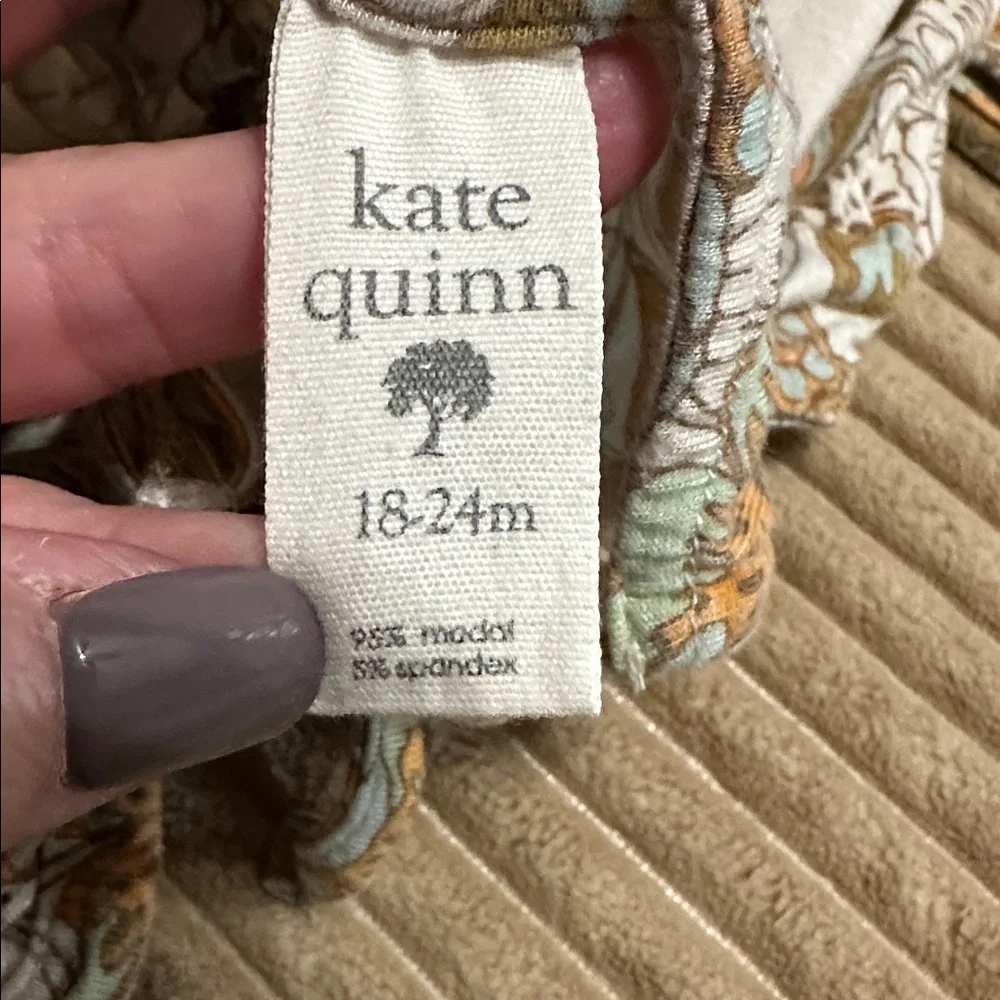 kate
quinn
18-24m
95% modal
5% spandex